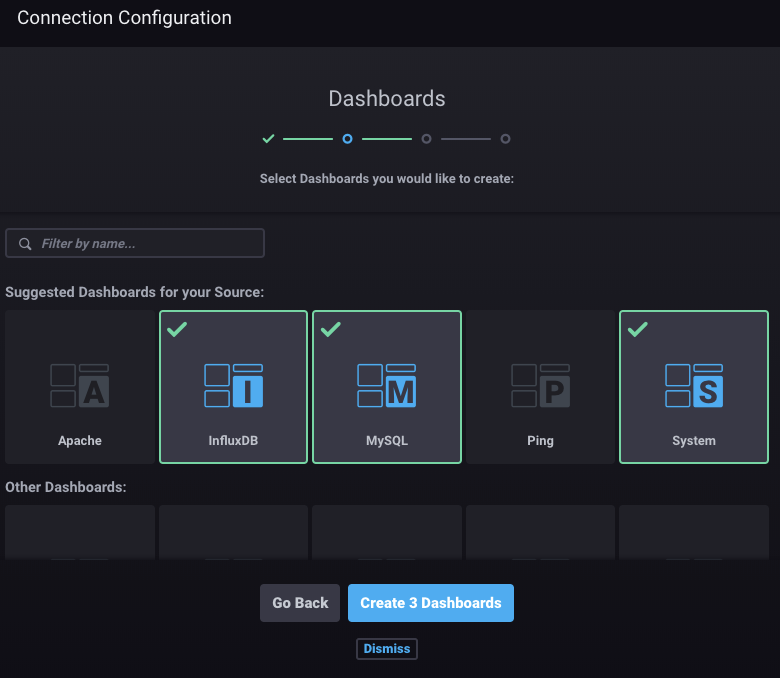 Connection Configuration
Dashboards
Select Dashboards you would like to create:
Filter by name...
Suggested Dashboards for your Source:
A I M P S
Apache InfluxDB MySQL Ping System
Other Dashboards:
Go Back Create 3 Dashboards
Dismiss